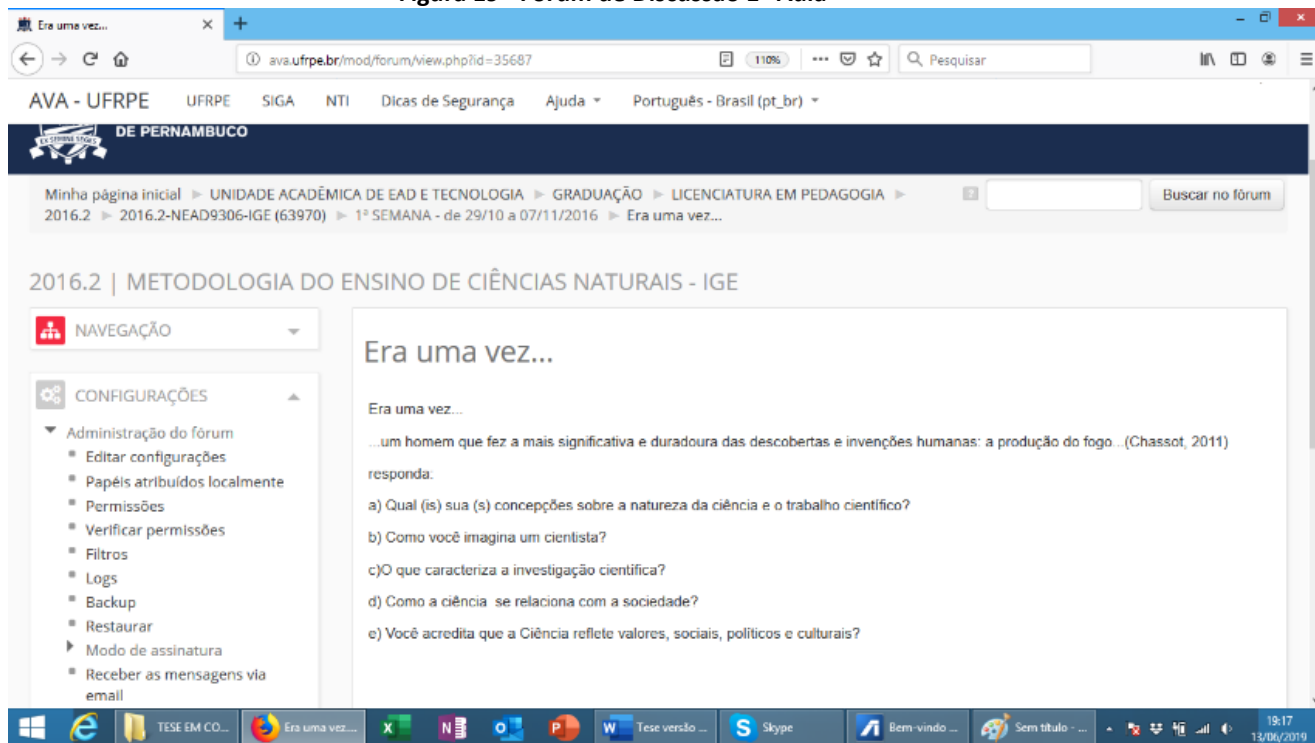 Era uma vez...
ava.ufrpe.br/mod/forum/view.php?id=35687
110%
Pesquisar
AVA - UFRPE UFRPE SIGA NTI Dicas de Segurança Ajuda Português - Brasil (pt_br)
DE PERNAMBUCO
Minha página inicial UNIDADE ACADÊMICA DE EAD E TECNOLOGIA GRADUAÇÃO LICENCIATURA EM PEDAGOGIA
2016.2 2016.2-NEAD9306-IGE (63970) 1ª SEMANA - de 29/10 a 07/11/2016 Era uma vez...
Buscar no fórum
2016.2 | METODOLOGIA DO ENSINO DE CIÊNCIAS NATURAIS - IGE
NAVEGAÇÃO
CONFIGURAÇÕES
Administração do fórum
Editar configurações
Papéis atribuídos localmente
Permissões
Verificar permissões
Filtros
Logs
Backup
Restaurar
Modo de assinatura
Receber as mensagens via
email
Era uma vez...
Era uma vez...
...um homem que fez a mais significativa e duradoura das descobertas e invenções humanas: a produção do fogo...(Chassot, 2011)
responda:
a) Qual (is) sua (s) concepções sobre a natureza da ciência e o trabalho científico?
b) Como você imagina um cientista?
c)O que caracteriza a investigação científica?
d) Como a ciência se relaciona com a sociedade?
e) Você acredita que a Ciência reflete valores, sociais, políticos e culturais?
TESE EM CO... Era uma vez... Tese versão ... Skype Bem-vindo ... Sem título - ... 19:17
13/06/2019